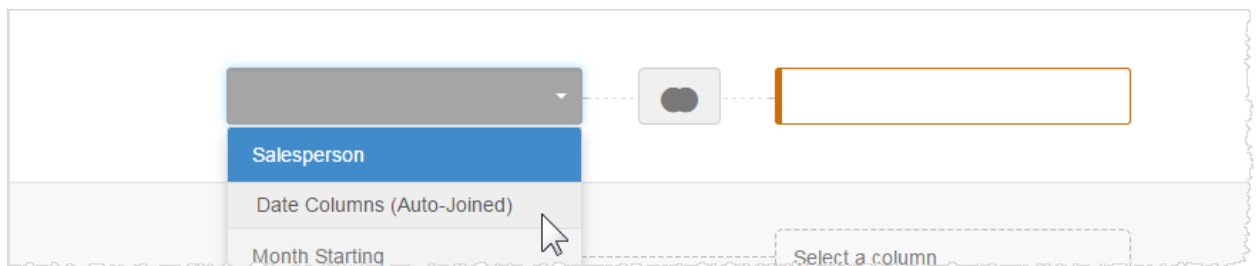 Salesperson
Date Columns (Auto-Joined)
Month Starting
Select a column